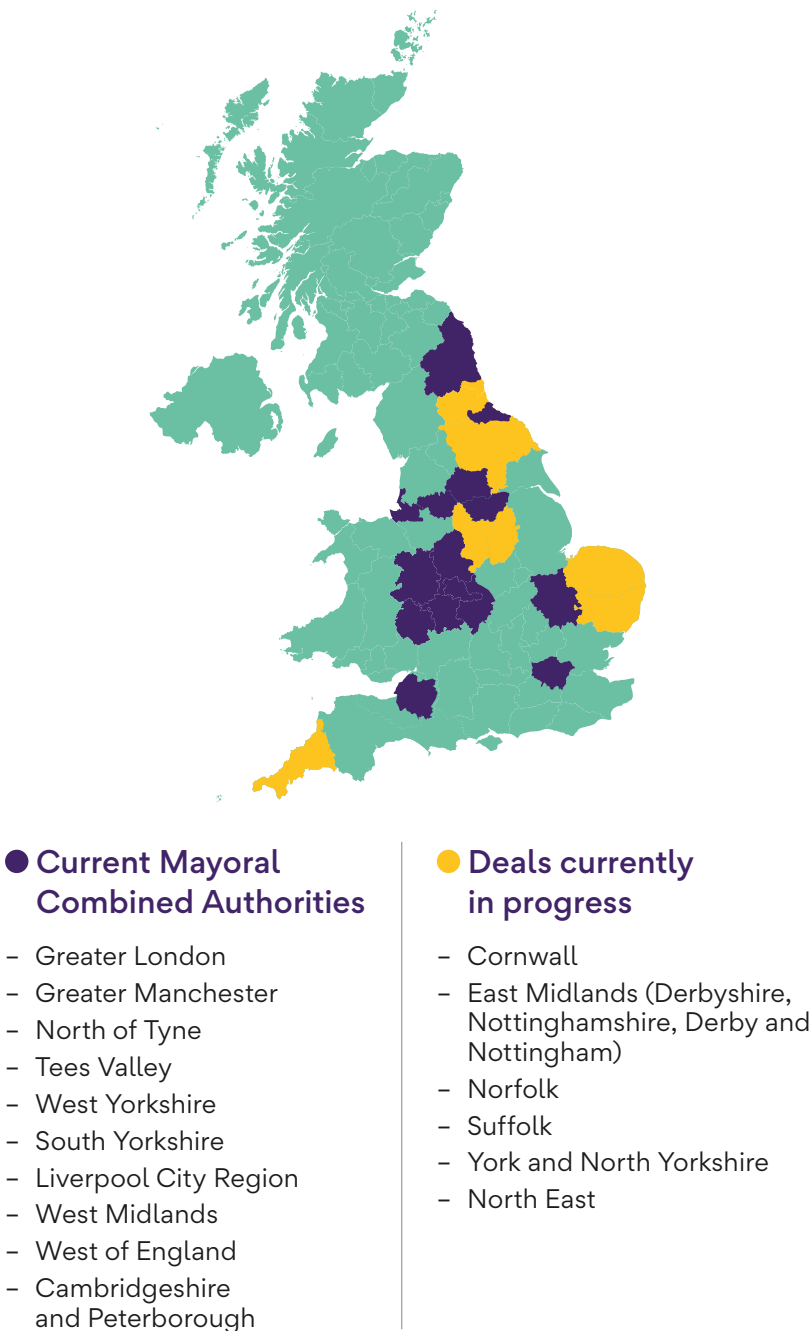 Current Mayoral
Combined Authorities
– Greater London
– Greater Manchester
– North of Tyne
– Tees Valley
– West Yorkshire
– South Yorkshire
– Liverpool City Region
– West Midlands
– West of England
– Cambridgeshire
and Peterborough
Deals currently
in progress
– Cornwall
– East Midlands (Derbyshire,
Nottinghamshire, Derby and
Nottingham)
– Norfolk
– Suffolk
– York and North Yorkshire
– North East